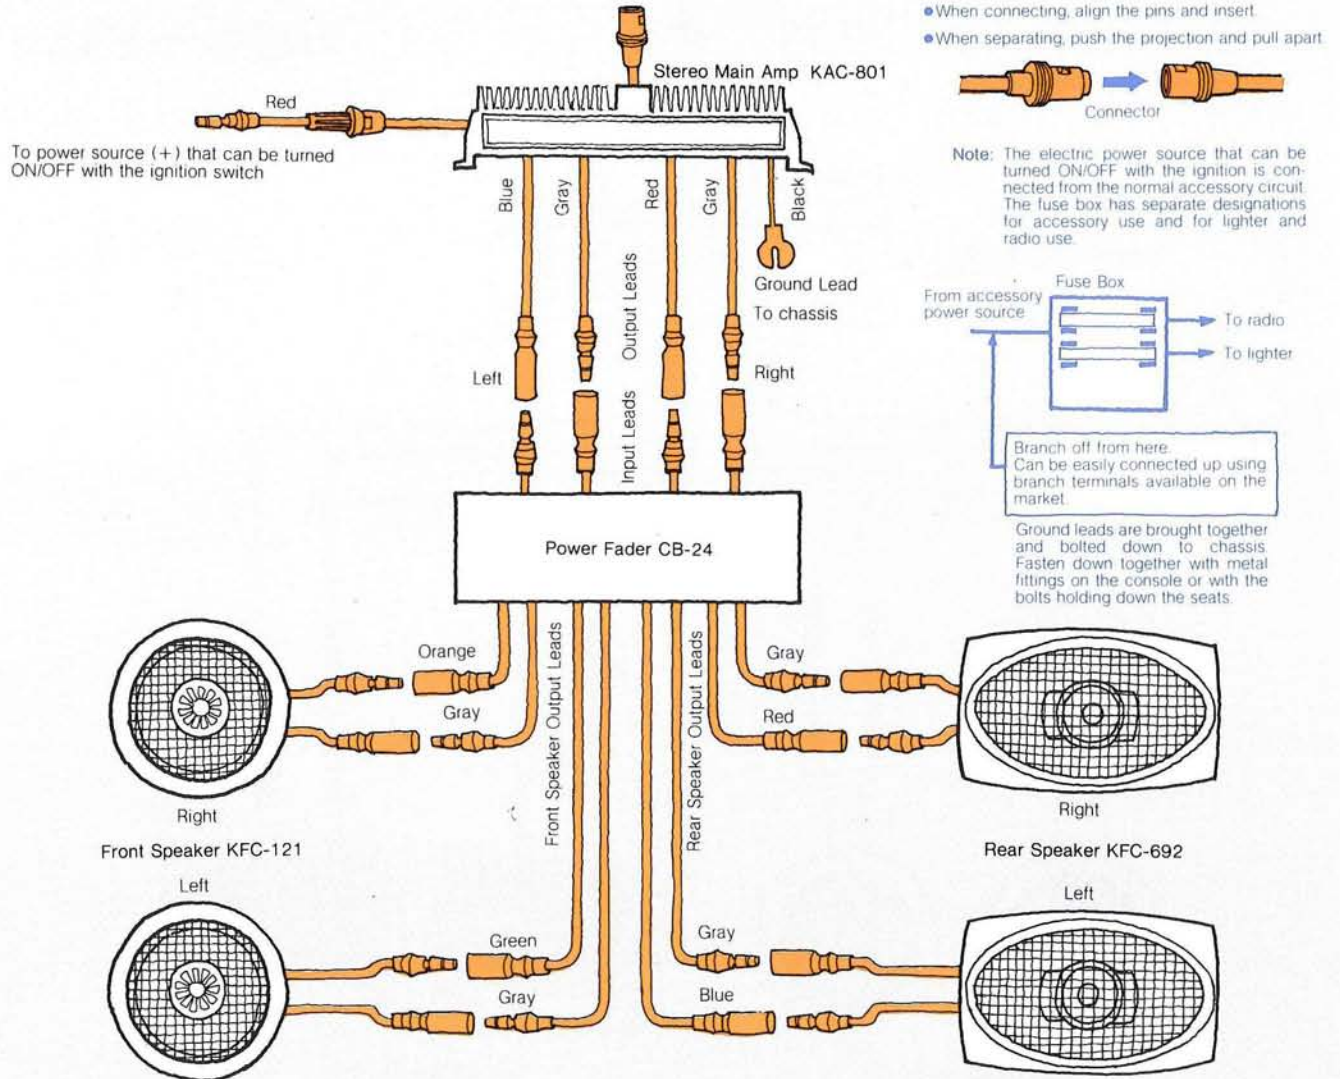 ● When connecting, align the pins and insert.
● When separating, push the projection and pull apart
Stereo Main Amp KAC-801
Red
Connector
To power source (+) that can be turned
ON/OFF with the ignition switch
Note: The electric power source that can be
turned ON/OFF with the ignition is con-
nected from the normal accessory circuit.
The fuse box has separate designations
for accessory use and for lighter and
radio use.
Blue
Gray
Red
Gray
Black
Output Leads
Ground Lead
To chassis
Fuse Box
From accessory
power source
To radio
To lighter
Left
Right
Input Leads
Branch off from here.
Can be easily connected up using
branch terminals available on the
market.
Ground leads are brought together
and bolted down to chassis.
Fasten down together with metal
fittings on the console or with the
bolts holding down the seats.
Power Fader CB-24
Orange
Gray
Front Speaker Output Leads
Rear Speaker Output Leads
Gray
Red
Right
Right
Front Speaker KFC-121
Rear Speaker KFC-692
Left
Left
Green
Gray
Gray
Blue